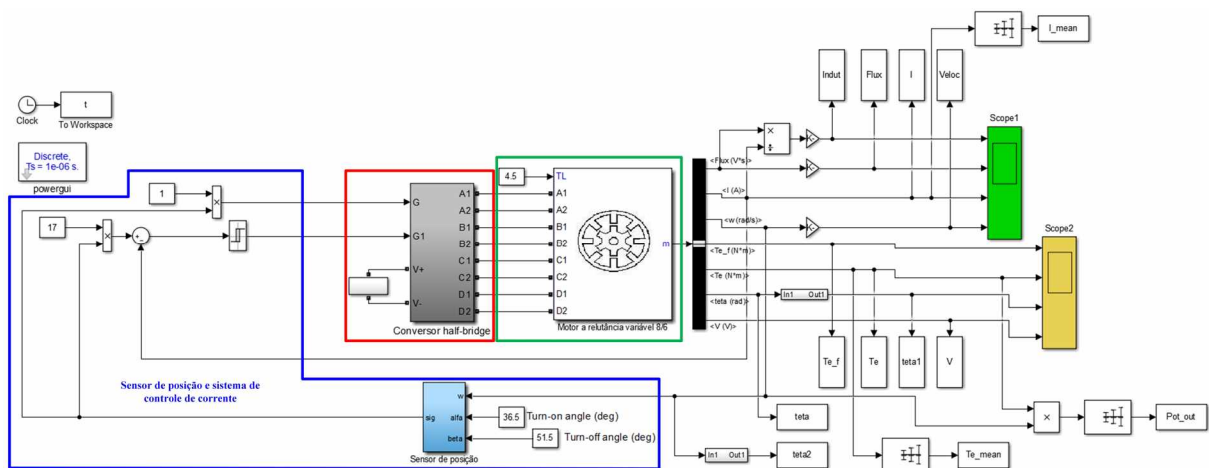 I_mean
Indut
Flux
I
Veloc
Clock
t
To Workspace
Scope1
Discrete,
Ts = 1e-06 s.
powergui
×
÷
K-
<Flux (V*s)>
K-
<I (A)>
<w (rad/s)>
K-
1
×
4.5
TL
G
A1
A1
A2
A2
17
×
+
-
G1
B1
B1
B2
B2
m
C1
C1
V+
C2
C2
D1
D1
V-
D2
D2
Conversor half-bridge
Motor a relutância variável 8/6
Scope2
<Te_f (N*m)>
<Te (N*m)>
<teta (rad)>
In1 Out1
<V (V)>
Te_f
Te
teta1
V
Sensor de posição e sistema de
controle de corrente
w
sig
alfa
beta
36.5
Turn-on angle (deg)
51.5
Turn-off angle (deg)
Sensor de posição
teta
×
Pot_out
In1 Out1
teta2
Te_mean